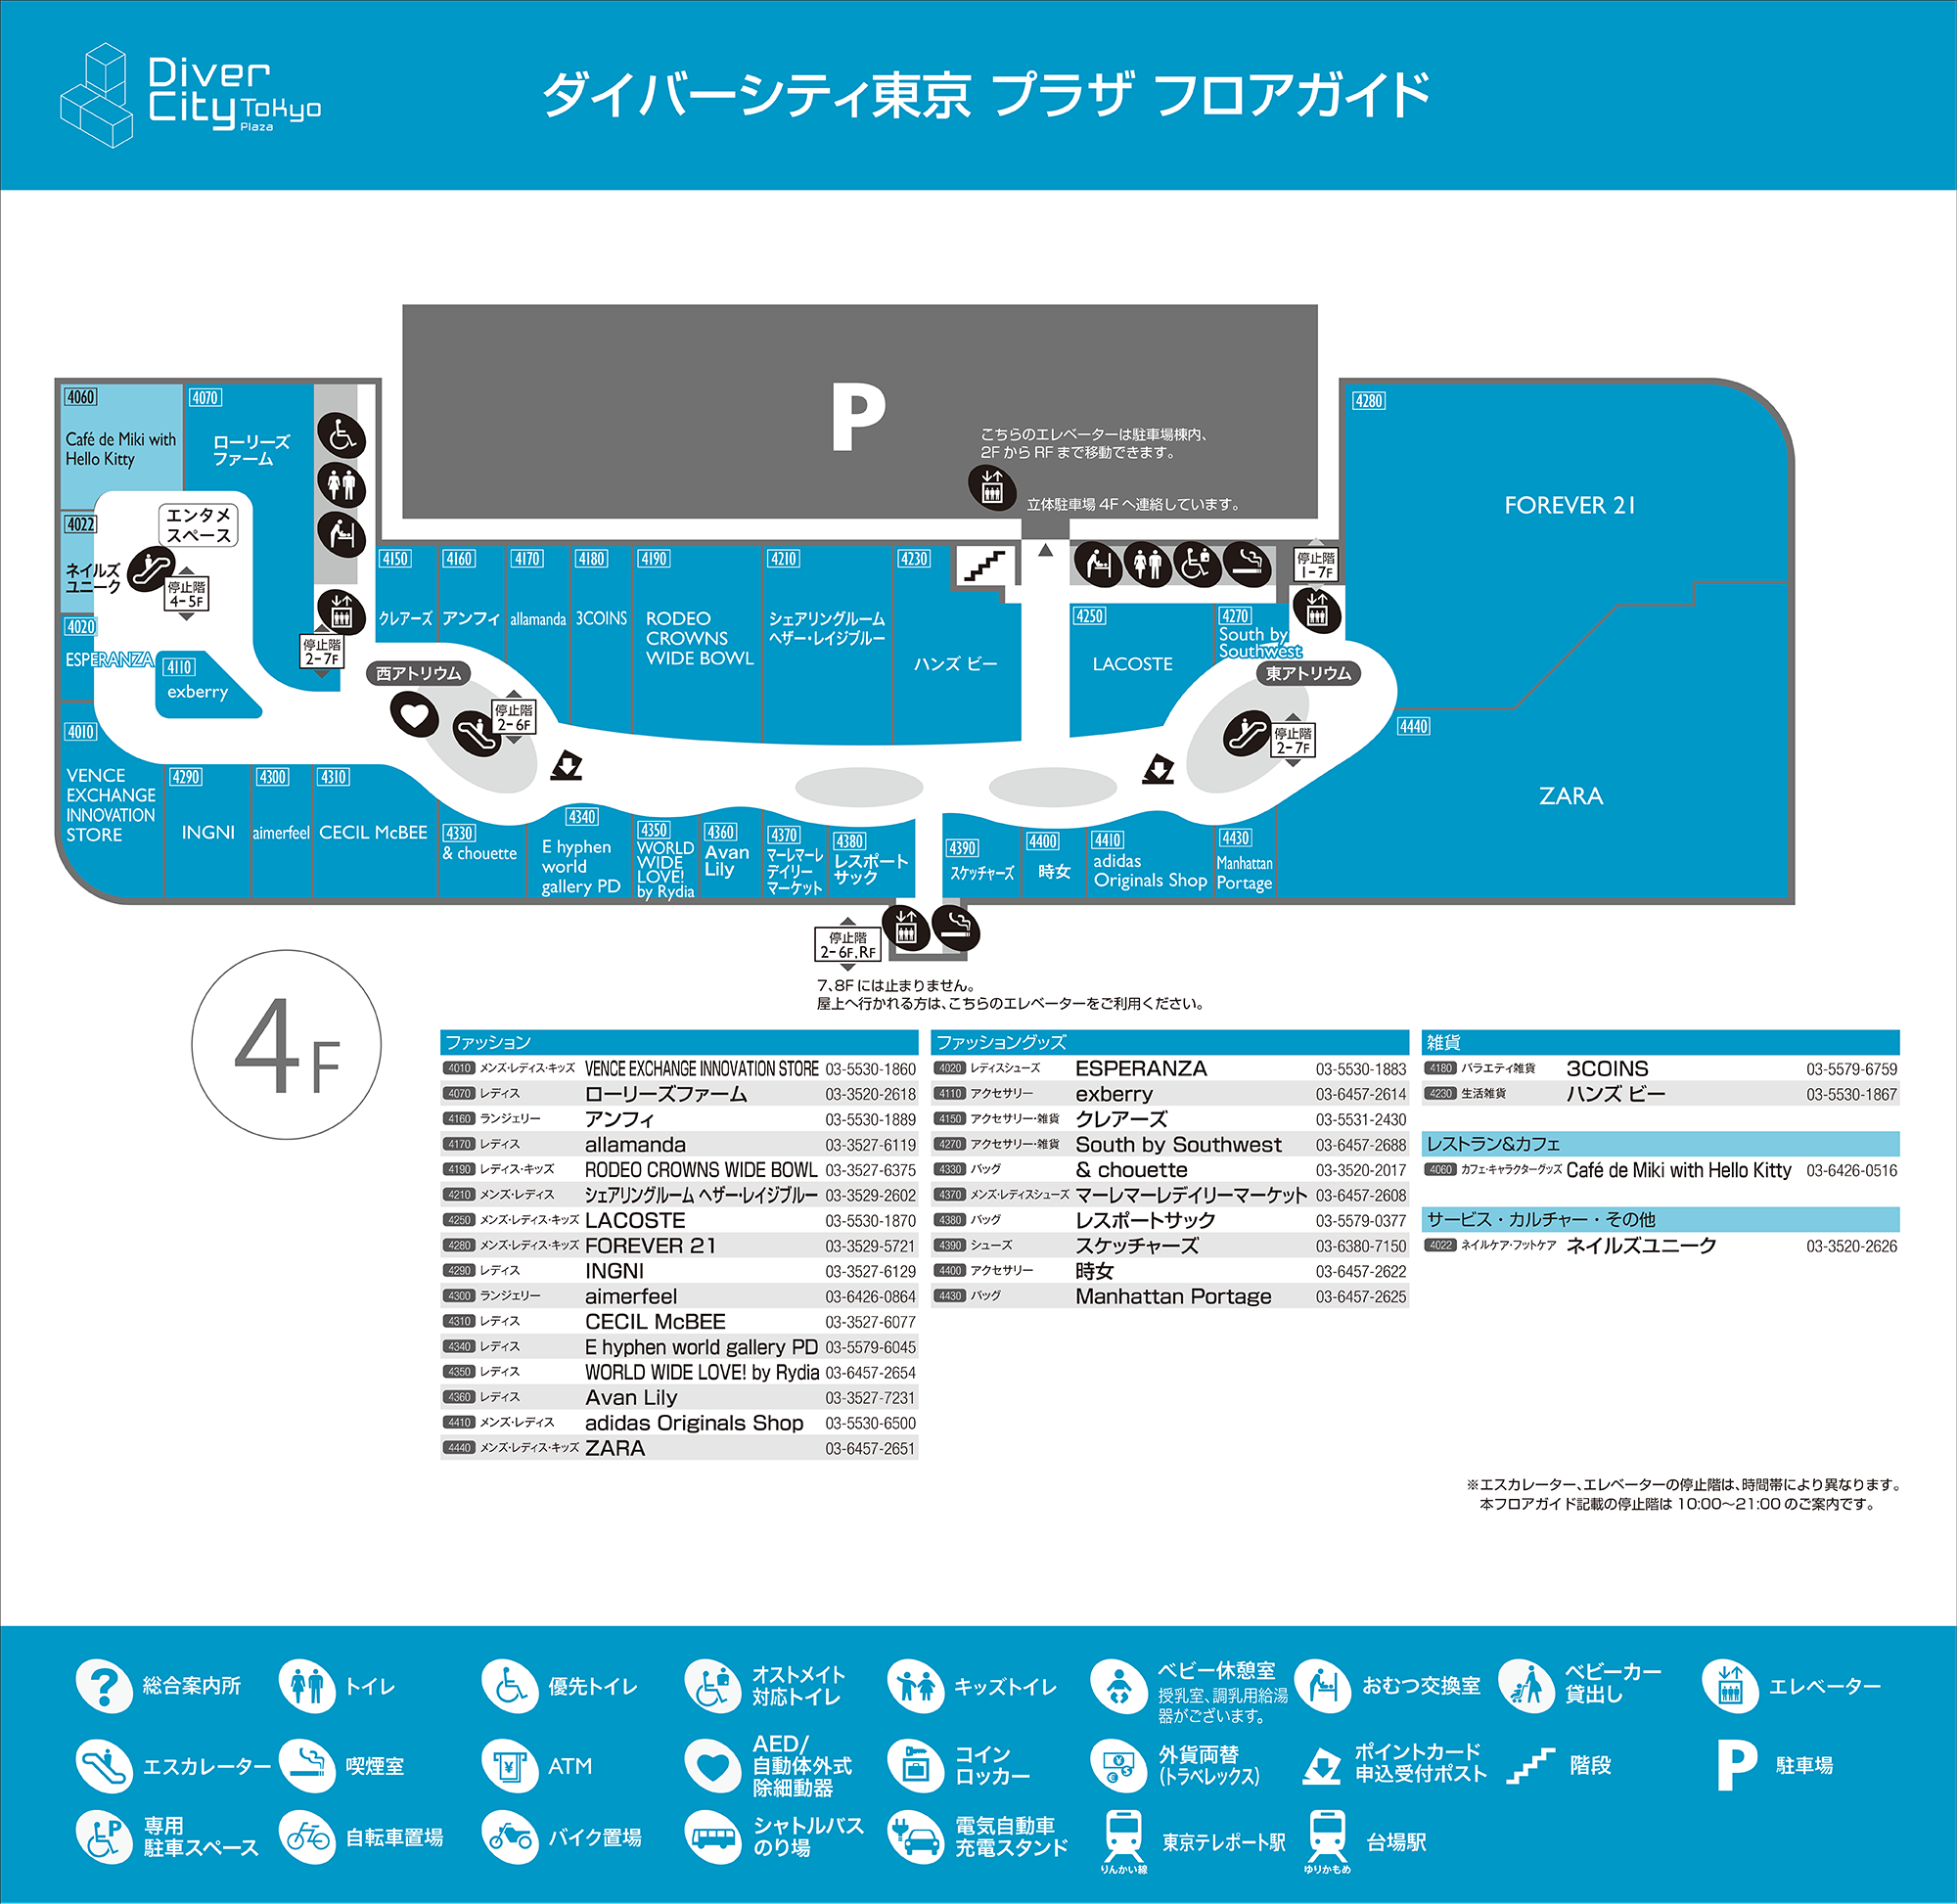 Diver
City Tokyo
Plaza
ダイバーシティ東京 プラザ フロアガイド
P
こちらのエレベーターは駐車場棟内、
2FからRFまで移動できます。
立体駐車場4Fへ連絡しています。
4060
Café de Miki with
Hello Kitty
4070
ローリーズ
ファーム
4022
ネイルズ
ユニーク
エンタメ
スペース
停止階
4-5F
4020
ESPERANZA
4110
exberry
停止階
2-7F
4010
VENCE
EXCHANGE
INNOVATION
STORE
4150
クレアーズ
4160
アンフィ
4170
allamanda
4180
3COINS
4190
RODEO
CROWNS
WIDE BOWL
4210
シェアリングルーム
ヘザー・レイジブルー
4230
ハンズ ビー
4250
LACOSTE
4270
South by
Southwest
停止階
1-7F
4280
FOREVER 21
西アトリウム
停止階
2-6F
東アトリウム
停止階
2-7F
4440
ZARA
4290
INGNI
4300
aimerfeel
4310
CECIL McBEE
4330
& chouette
4340
E hyphen
world
gallery PD
4350
WORLD
WIDE
LOVE!
by Rydia
4360
Avan
Lily
4370
マーレマーレ
デイリー
マーケット
4380
レスポート
サック
4390
スケッチャーズ
4400
時女
4410
adidas
Originals Shop
4430
Manhattan
Portage
停止階
2-6F,RF
7、8Fには止まりません。
屋上へ行かれる方は、こちらのエレベーターをご利用ください。
4F
ファッション
4010 メンズ・レディス・キッズ VENCE EXCHANGE INNOVATION STORE 03-5530-1860
4070 レディス ローリーズファーム 03-3520-2618
4160 ランジェリー アンフィ 03-5530-1889
4170 レディス allamanda 03-3527-6119
4190 レディス・キッズ RODEO CROWNS WIDE BOWL 03-3527-6375
4210 メンズ・レディス シェアリングルーム ヘザー・レイジブルー 03-3529-2602
4250 メンズ・レディス・キッズ LACOSTE 03-5530-1870
4280 メンズ・レディス・キッズ FOREVER 21 03-3529-5721
4290 レディス INGNI 03-3527-6129
4300 ランジェリー aimerfeel 03-6426-0864
4310 レディス CECIL McBEE 03-3527-6077
4340 レディス E hyphen world gallery PD 03-5579-6045
4350 レディス WORLD WIDE LOVE! by Rydia 03-6457-2654
4360 レディス Avan Lily 03-3527-7231
4410 メンズ・レディス adidas Originals Shop 03-5530-6500
4440 メンズ・レディス・キッズ ZARA 03-6457-2651
ファッショングッズ
4020 レディスシューズ ESPERANZA 03-5530-1883
4110 アクセサリー exberry 03-6457-2614
4150 アクセサリー・雑貨 クレアーズ 03-5531-2430
4270 アクセサリー・雑貨 South by Southwest 03-6457-2688
4330 バッグ & chouette 03-3520-2017
4370 メンズ・レディスシューズ マーレマーレデイリーマーケット 03-6457-2608
4380 バッグ レスポートサック 03-5579-0377
4390 シューズ スケッチャーズ 03-6380-7150
4400 アクセサリー 時女 03-6457-2622
4430 バッグ Manhattan Portage 03-6457-2625
雑貨
4180 バラエティ雑貨 3COINS 03-5579-6759
4230 生活雑貨 ハンズ ビー 03-5530-1867
レストラン&カフェ
4060 カフェ・キャラクターグッズ Café de Miki with Hello Kitty 03-6426-0516
サービス・カルチャー・その他
4022 ネイルケア・フットケア ネイルズユニーク 03-3520-2626
※エスカレーター、エレベーターの停止階は、時間帯により異なります。
本フロアガイド記載の停止階は10:00〜21:00のご案内です。
総合案内所
トイレ
優先トイレ
オストメイト
対応トイレ
キッズトイレ
ベビー休憩室
授乳室、調乳用給湯
器がございます。
おむつ交換室
ベビーカー
貸出し
エレベーター
エスカレーター
喫煙室
ATM
AED/
自動体外式
除細動器
コイン
ロッカー
外貨両替
(トラベレックス)
ポイントカード
申込受付ポスト
階段
P 駐車場
専用
駐車スペース
自転車置場
バイク置場
シャトルバス
のり場
電気自動車
充電スタンド
りんかい線
東京テレポート駅
ゆりかもめ
台場駅